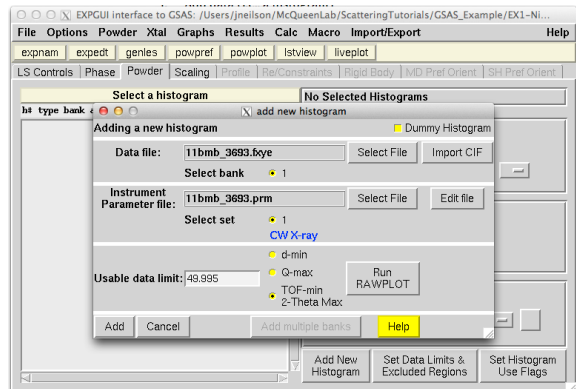 EXPGUI interface to GSAS: /Users/jneilson/McQueenLab/ScatteringTutorials/GSAS_Example/EX1-Ni...
File Options Powder Xtal Graphs Results Calc Macro Import/Export Help
expnam expedt genles powpref powplot lstview liveplot
LS Controls Phase Powder Scaling Profile Re/Constraints Rigid Body MD Pref Orient SH Pref Orient
Select a histogram No Selected Histograms
h# type bank
add new histogram
Adding a new histogram Dummy Histogram
Data file: 11bmb_3693.fxye Select File Import CIF
Select bank 1
Instrument
Parameter file: 11bmb_3693.prm Select File Edit file
Select set 1
CW X-ray
d-min
Usable data limit: 49.995 Q-max Run
RAWPLOT
TOF-min
2-Theta Max
Add Cancel Add multiple banks Help
Add New
Histogram
Set Data Limits &
Excluded Regions
Set Histogram
Use Flags